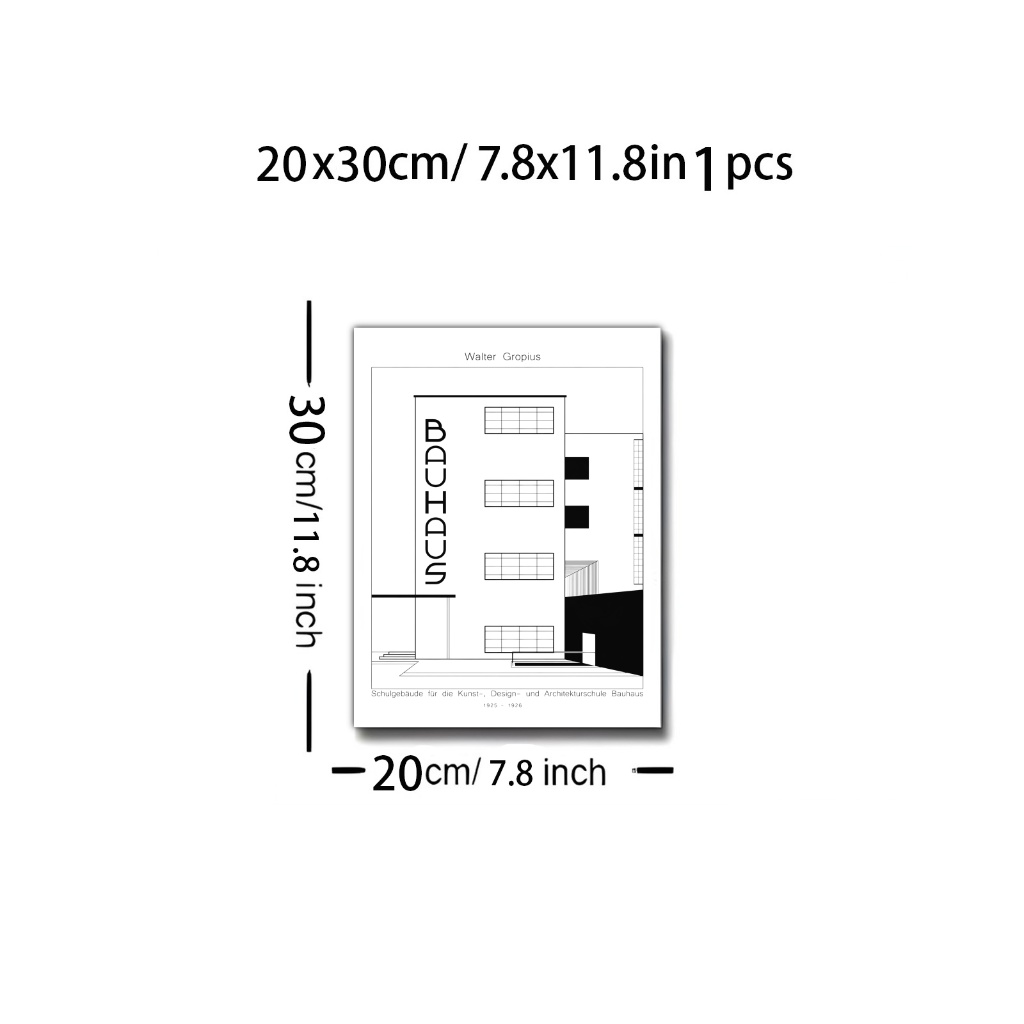 20x30cm/ 7.8x11.8in 1 pcs
30cm/11.8 inch
Walter Gropius
BAUHAUS
Schulgebäude für die Kunst-, Design- und Architekturschule Bauhaus
1925 - 1926
20cm/ 7.8 inch